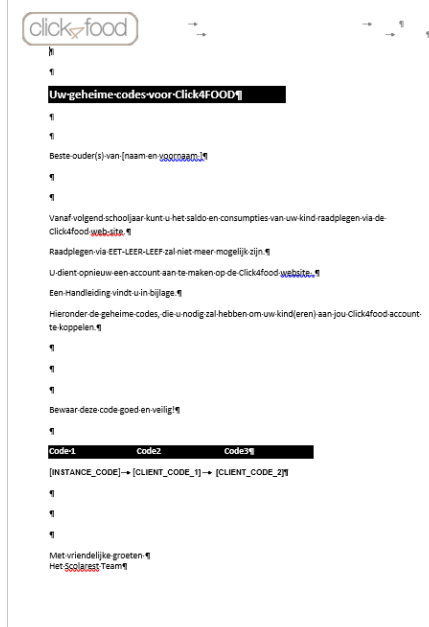 click4food
Uw geheime codes voor Click4FOOD
Beste ouder(s) van [naam en voornaam ]
Vanaf volgend schooljaar kunt u het saldo en consumpties van uw kind raadplegen via de
Click4food web-site.
Raadplegen via EET-LEER-LEEF zal niet meer mogelijk zijn.
U dient opnieuw een account aan te maken op de Click4food website .
Een Handleiding vindt u in bijlage.
Hieronder de geheime codes, die u nodig zal hebben om uw kind(eren) aan jou Click4food account
te koppelen.
Bewaar deze code goed en veilig!
Code 1 Code2 Code3
[INSTANCE_CODE] [CLIENT_CODE_1] [CLIENT_CODE_2]
Met vriendelijke groeten
Het Scolarest Team